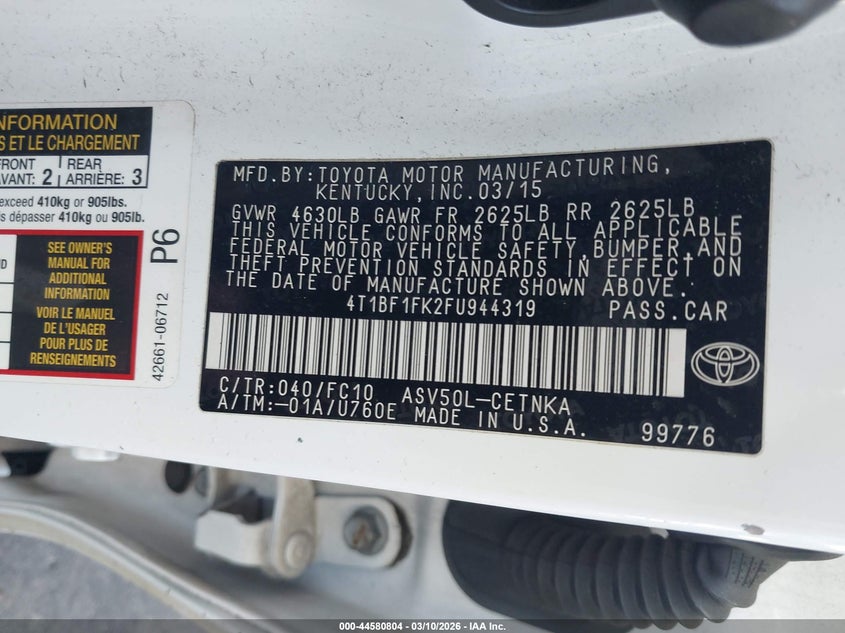 NFORMATION
S ET LE CHARGEMENT
FRONT
AVANT: 2
REAR
ARRIÈRE: 3
exceed 410kg or 905lbs.
is dépasser 410kg ou 905lb.
SEE OWNER'S
MANUAL FOR
ADDITIONAL
INFORMATION
VOIR LE MANUEL
DE L'USAGER
POUR PLUS DE
RENSEIGNEMENTS
P6
42661-06712
MFD.BY:TOYOTA MOTOR MANUFACTURING,
KENTUCKY,INC.03/15
GVWR 4630LB GAWR FR 2625LB RR 2625LB
THIS VEHICLE CONFORMS TO ALL APPLICABLE
FEDERAL MOTOR VEHICLE SAFETY,BUMPER,AND
THEFT PREVENTION STANDARDS IN EFFECT ON
THE DATE OF MANUFACTURE SHOWN ABOVE.
4T1BF1FK2FU944319 PASS.CAR
C/TR:040/FC10 ASV50L-CETNKA
A/TM:-01A/U760E MADE IN U.S.A.
99776
000-44580804 | 03/10/2026 | IAA Inc.